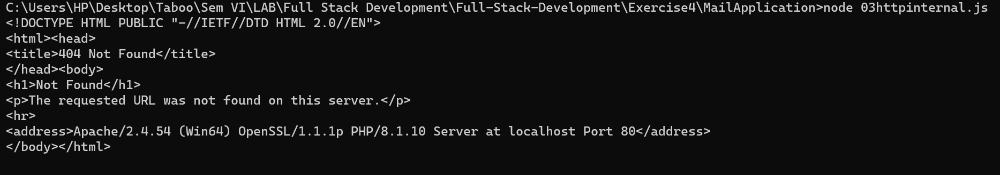 C:\Users\HP\Desktop\Taboo\Sem VI\LAB\Full Stack Development\Full-Stack-Development\Exercise4\MailApplication>node 03httpinternal.js
<!DOCTYPE HTML PUBLIC "-//IETF//DTD HTML 2.0//EN">
<html><head>
<title>404 Not Found</title>
</head><body>
<h1>Not Found</h1>
<p>The requested URL was not found on this server.</p>
<hr>
<address>Apache/2.4.54 (Win64) OpenSSL/1.1.1p PHP/8.1.10 Server at localhost Port 80</address>
</body></html>